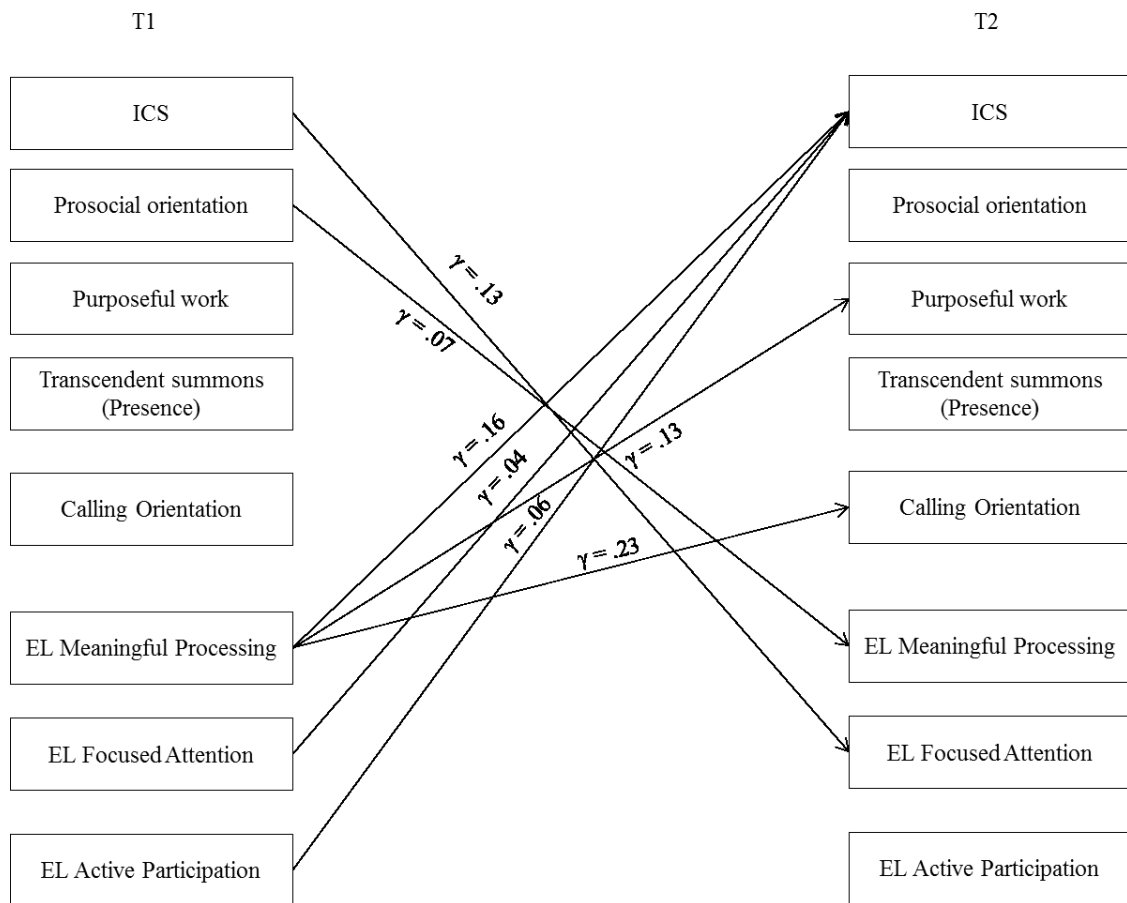 T1
T2
ICS
ICS
Prosocial orientation
Prosocial orientation
Purposeful work
Purposeful work
Transcendent summons
(Presence)
Transcendent summons
(Presence)
Calling Orientation
Calling Orientation
EL Meaningful Processing
EL Meaningful Processing
EL Focused Attention
EL Focused Attention
EL Active Participation
EL Active Participation
γ = .13
γ = .07
γ = .16
γ = .04
γ = .06
γ = .13
γ = .23